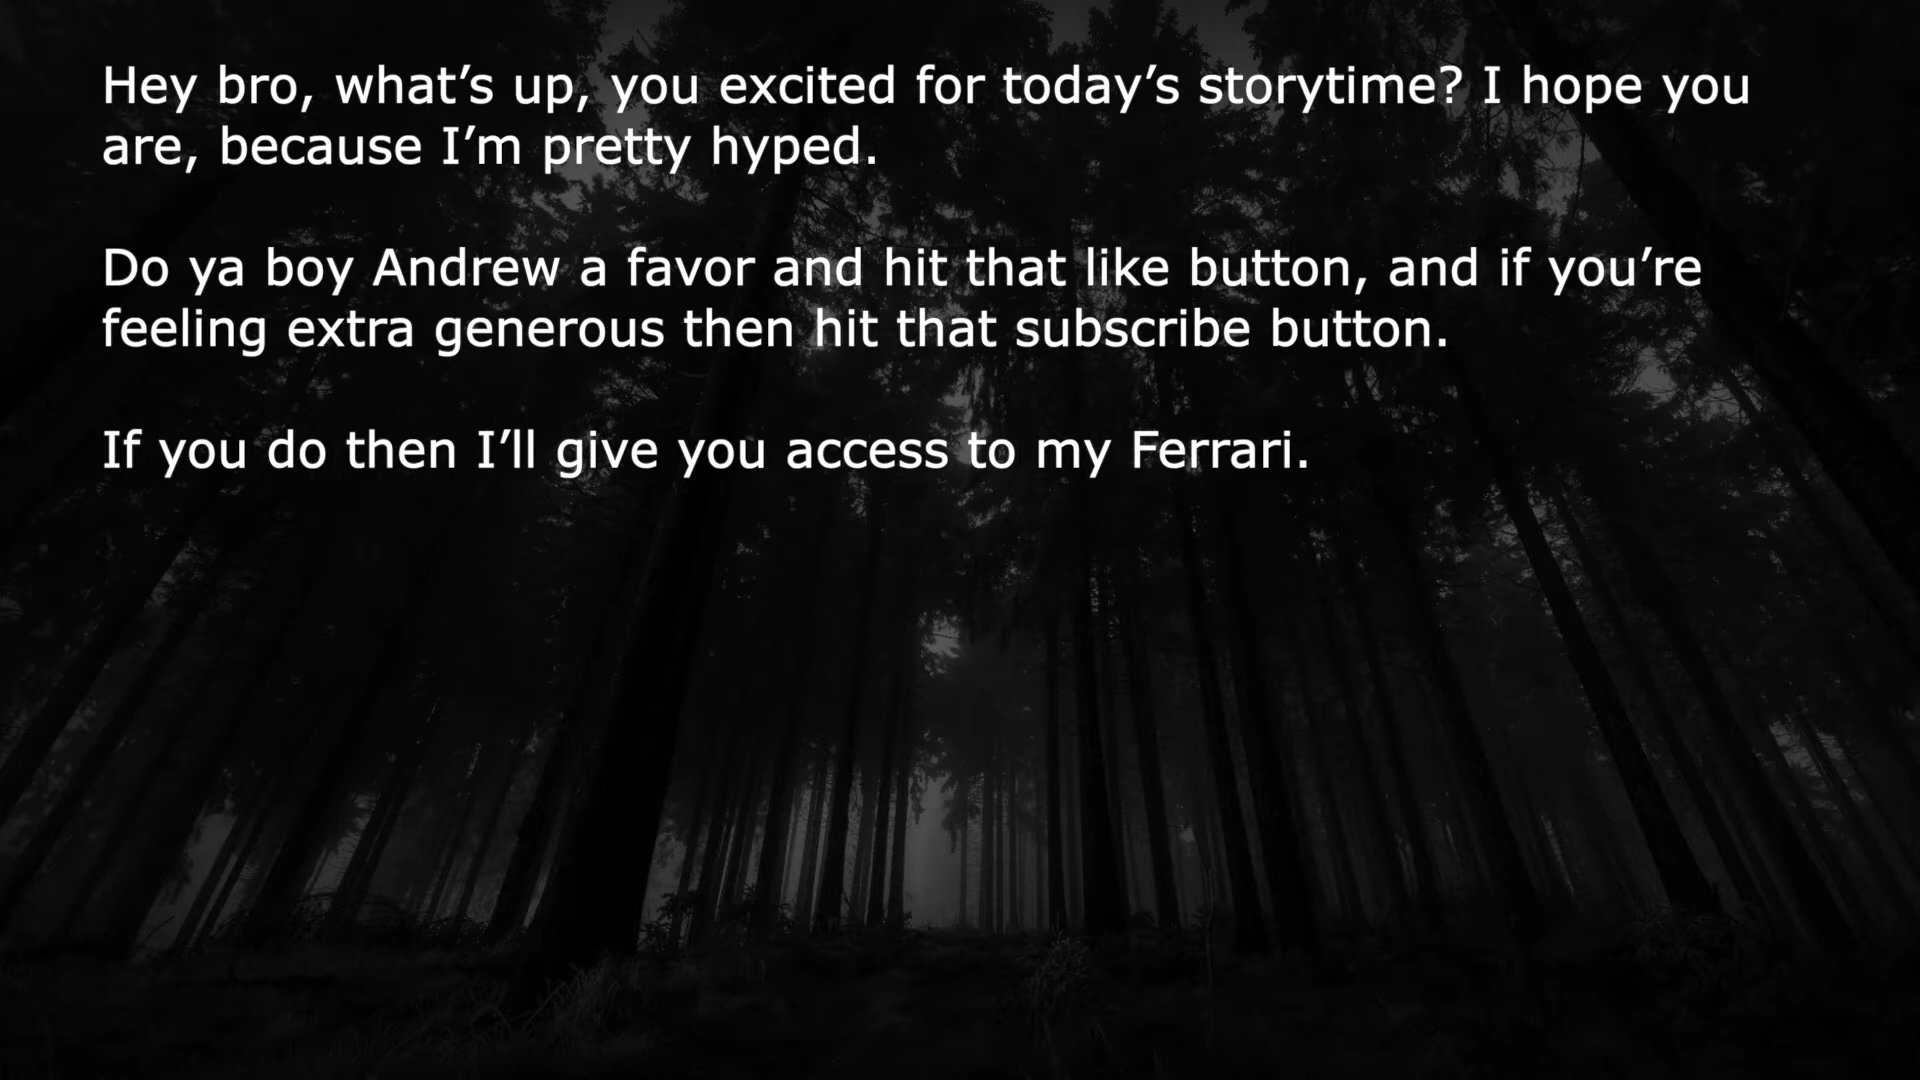 Hey bro, what’s up, you excited for today’s storytime? I hope you
are, because I’m pretty hyped.
Do ya boy Andrew a favor and hit that like button, and if you’re
feeling extra generous then hit that subscribe button.
If you do then I’ll give you access to my Ferrari.